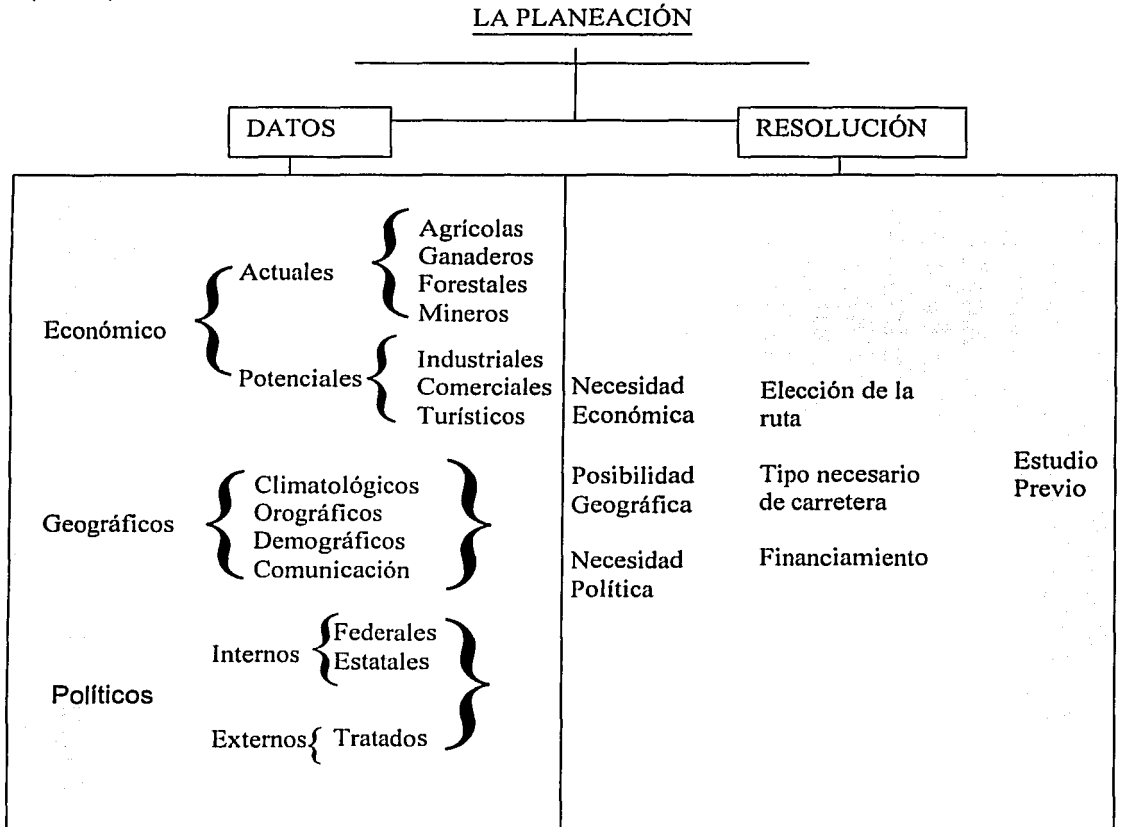 LA PLANEACIÓN
DATOS
RESOLUCIÓN
Económico
Actuales
Agrícolas
Ganaderos
Forestales
Mineros
Potenciales
Industriales
Comerciales
Turísticos
Geográficos
Climatológicos
Orográficos
Demográficos
Comunicación
Políticos
Internos
Federales
Estatales
Externos
Tratados
Necesidad
Económica
Posibilidad
Geográfica
Necesidad
Política
Elección de la
ruta
Tipo necesario
de carretera
Financiamiento
Estudio
Previo